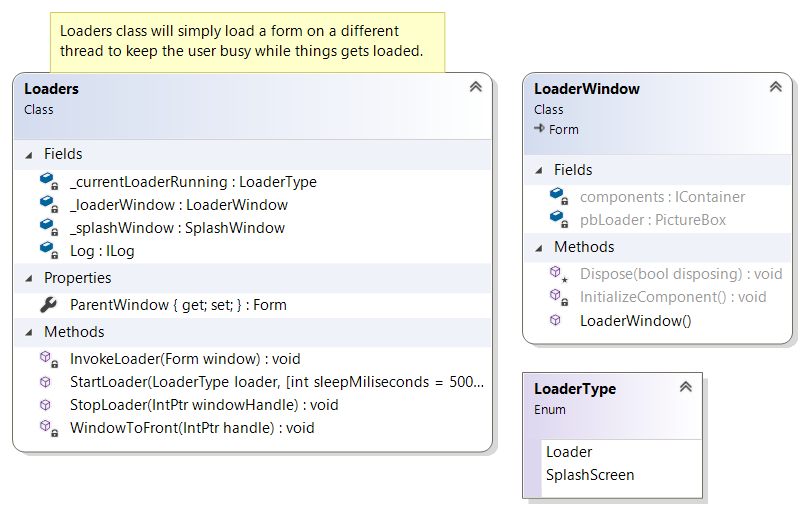 Loaders class will simply load a form on a different
thread to keep the user busy while things gets loaded.
Loaders
Class
Fields
_currentLoaderRunning : LoaderType
_loaderWindow : LoaderWindow
_splashWindow : SplashWindow
Log : ILog
Properties
ParentWindow { get; set; } : Form
Methods
InvokeLoader(Form window) : void
StartLoader(LoaderType loader, [int sleepMiliseconds = 500...
StopLoader(IntPtr windowHandle) : void
WindowToFront(IntPtr handle) : void
LoaderWindow
Class
Form
Fields
components : IContainer
pbLoader : PictureBox
Methods
Dispose(bool disposing) : void
InitializeComponent() : void
LoaderWindow()
LoaderType
Enum
Loader
SplashScreen